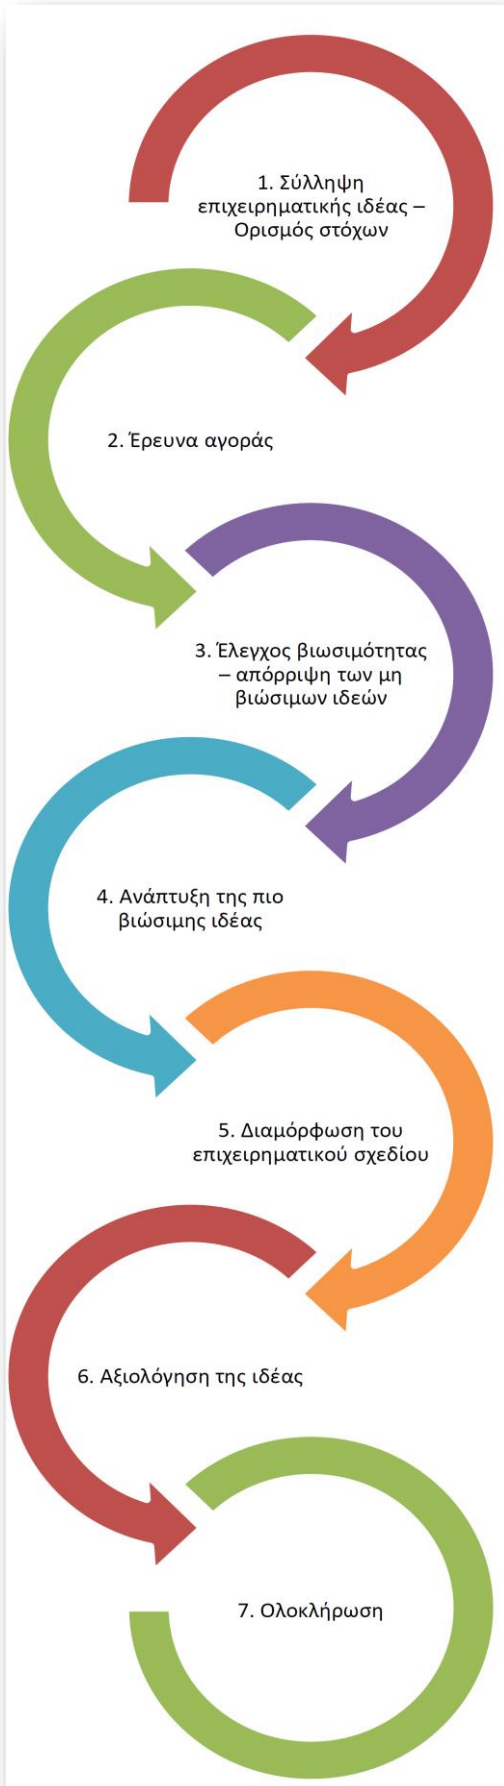 1. Σύλληψη
επιχειρηματικής ιδέας –
Ορισμός στόχων
2. Έρευνα αγοράς
3. Έλεγχος βιωσιμότητας
– απόρριψη των μη
βιώσιμων ιδεών
4. Ανάπτυξη της πιο
βιώσιμης ιδέας
5. Διαμόρφωση του
επιχειρηματικού σχεδίου
6. Αξιολόγηση της ιδέας
7. Ολοκλήρωση